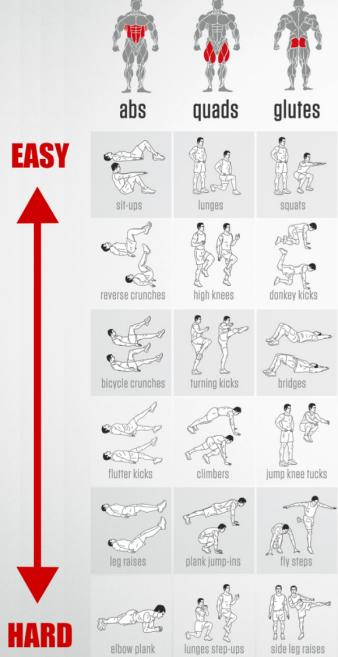 abs quads glutes
EASY
sit-ups lunges squats
reverse crunches high knees donkey kicks
bicycle crunches turning kicks bridges
flutter kicks climbers jump knee tucks
leg raises plank jump-ins fly steps
HARD
elbow plank lunges step-ups side leg raises